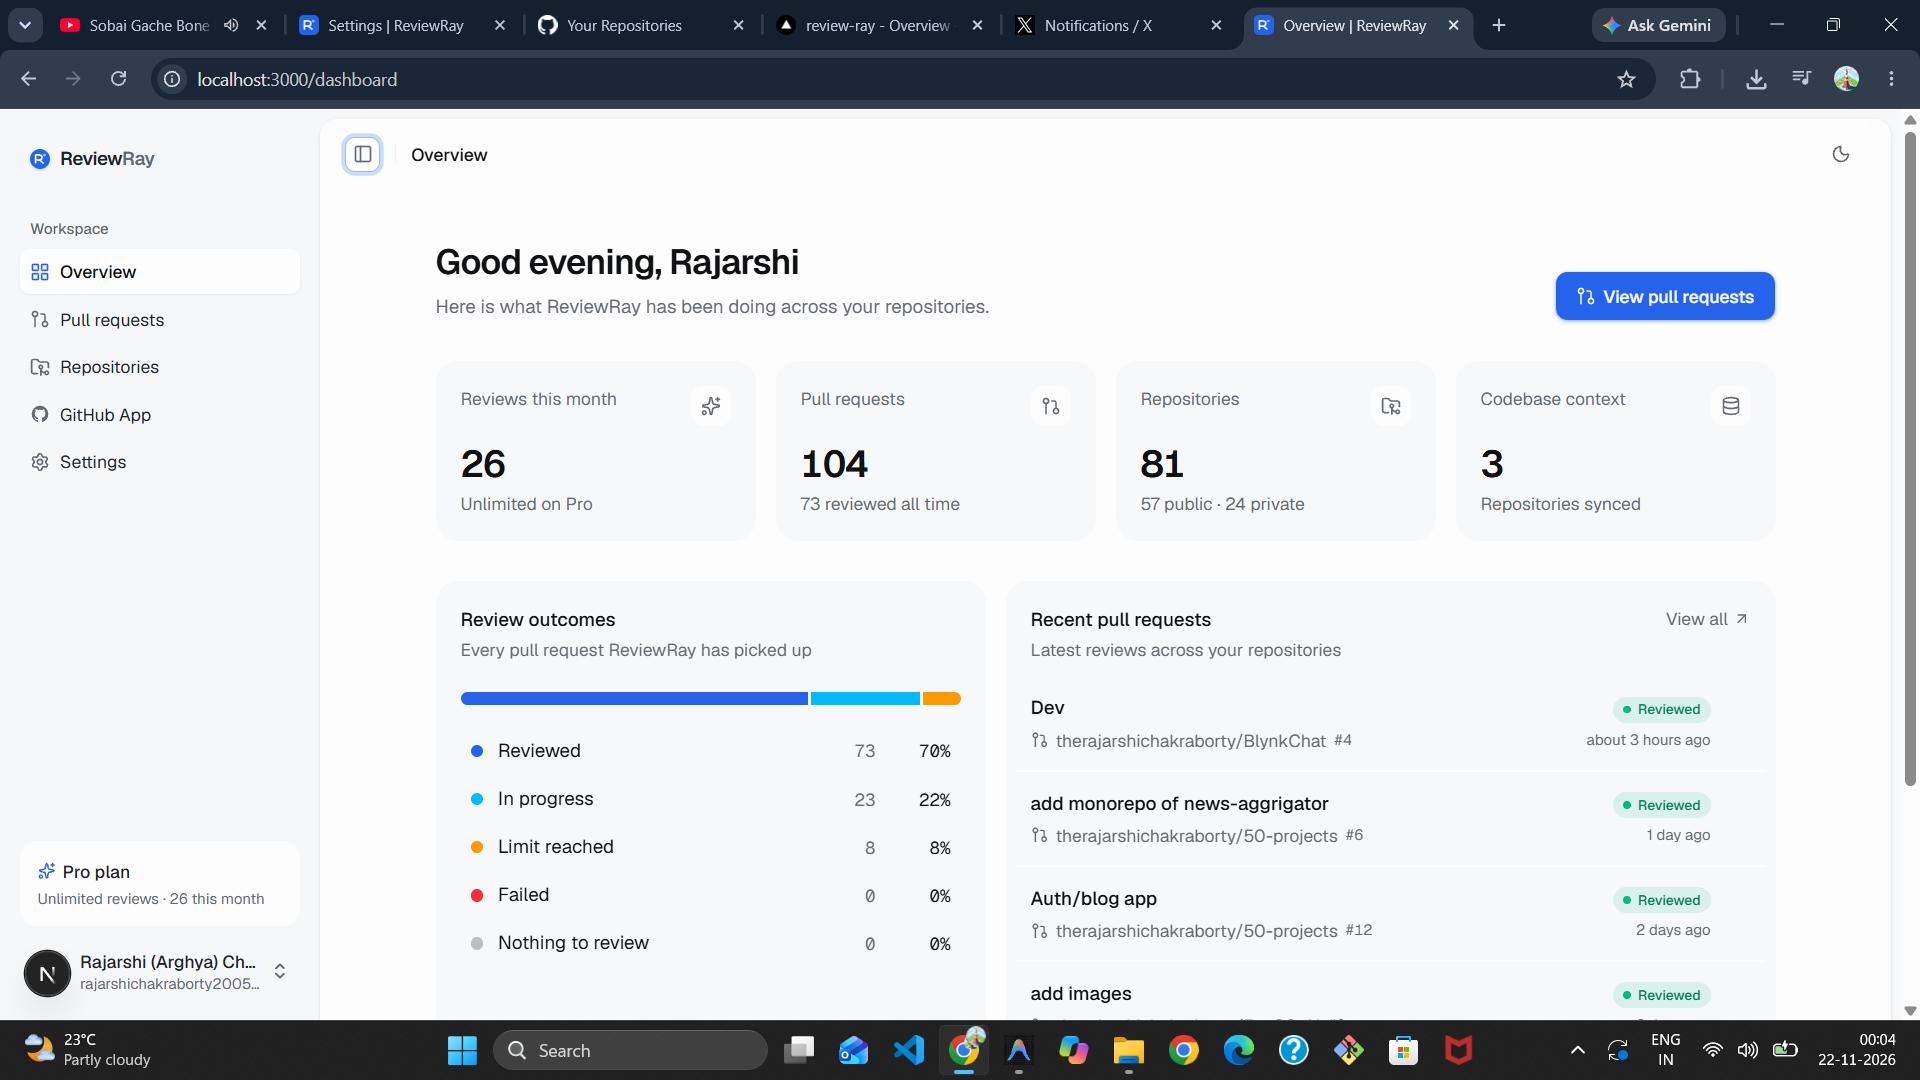 Sobai Gache Bone
Settings | ReviewRay
Your Repositories
review-ray - Overview
Notifications / X
Overview | ReviewRay
Ask Gemini
localhost:3000/dashboard
ReviewRay
Workspace
Overview
Pull requests
Repositories
GitHub App
Settings
Pro plan
Unlimited reviews · 26 this month
N
Rajarshi (Arghya) Ch...
rajarshichakraborty2005...
Overview
Good evening, Rajarshi
Here is what ReviewRay has been doing across your repositories.
View pull requests
Reviews this month
26
Unlimited on Pro
Pull requests
104
73 reviewed all time
Repositories
81
57 public · 24 private
Codebase context
3
Repositories synced
Review outcomes
Every pull request ReviewRay has picked up
Reviewed 73 70%
In progress 23 22%
Limit reached 8 8%
Failed 0 0%
Nothing to review 0 0%
Recent pull requests
View all
Latest reviews across your repositories
Dev
Reviewed
therajarshichakraborty/BlynkChat #4
about 3 hours ago
add monorepo of news-aggrigator
Reviewed
therajarshichakraborty/50-projects #6
1 day ago
Auth/blog app
Reviewed
therajarshichakraborty/50-projects #12
2 days ago
add images
Reviewed
23°C
Partly cloudy
Search
ENG
IN
00:04
22-11-2026